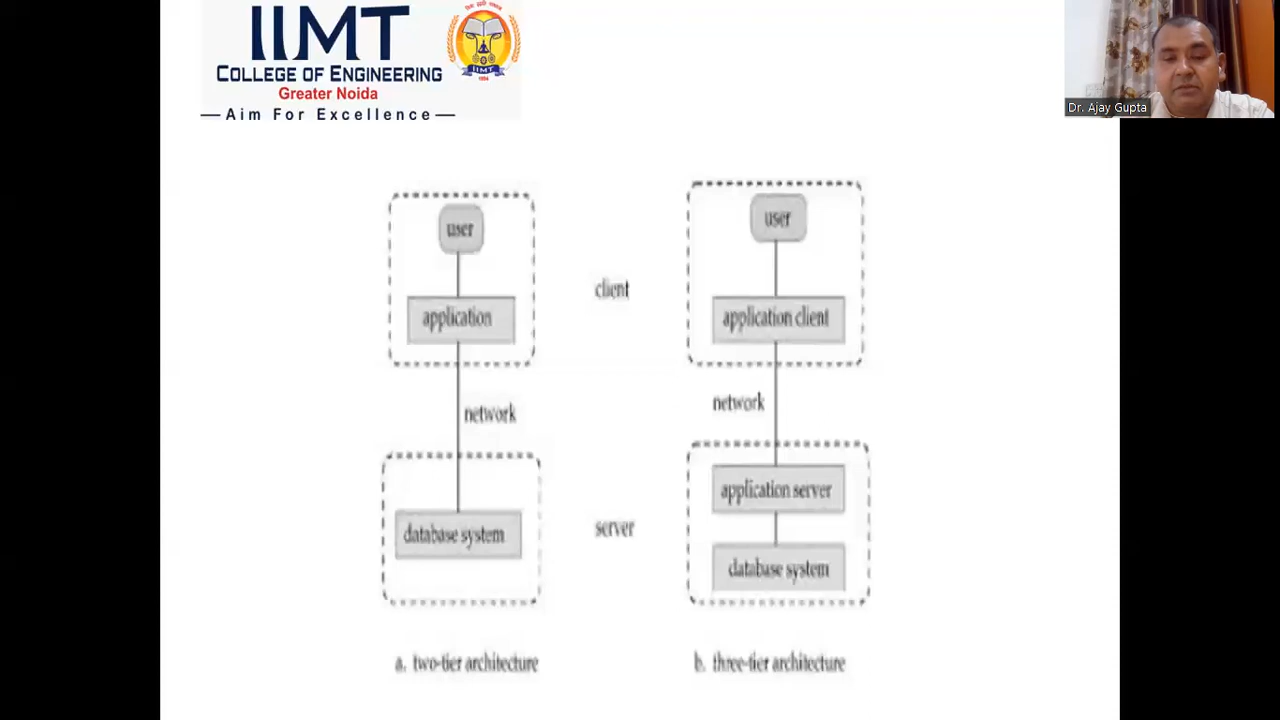 IIMT
COLLEGE OF ENGINEERING
Greater Noida
Aim For Excellence
IIMT
Dr. Ajay Gupta
user
application
network
database system
client
server
user
application client
network
application server
database system
a. two-tier architecture
b. three-tier architecture